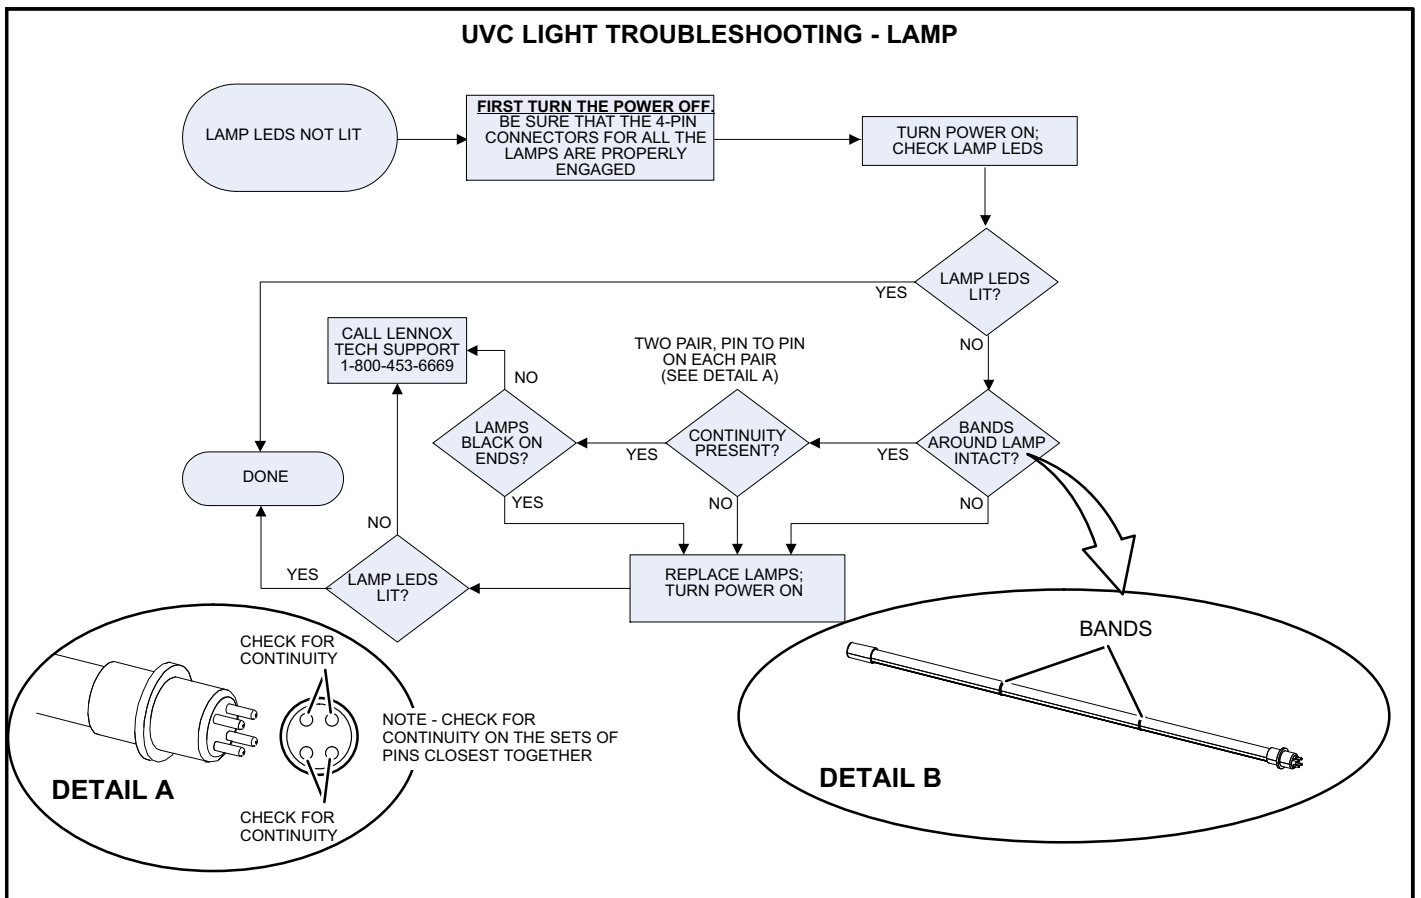 UVC LIGHT TROUBLESHOOTING - LAMP
LAMP LEDS NOT LIT
FIRST TURN THE POWER OFF.
BE SURE THAT THE 4-PIN
CONNECTORS FOR ALL THE
LAMPS ARE PROPERLY
ENGAGED
TURN POWER ON;
CHECK LAMP LEDS
LAMP LEDS
LIT?
YES
NO
CALL LENNOX
TECH SUPPORT
1-800-453-6669
TWO PAIR, PIN TO PIN
ON EACH PAIR
(SEE DETAIL A)
NO
LAMPS
BLACK ON
ENDS?
YES
CONTINUITY
PRESENT?
YES
BANDS
AROUND LAMP
INTACT?
DONE
YES
NO
NO
NO
YES
LAMP LEDS
LIT?
REPLACE LAMPS;
TURN POWER ON
CHECK FOR
CONTINUITY
NOTE - CHECK FOR
CONTINUITY ON THE SETS OF
PINS CLOSEST TOGETHER
DETAIL A
CHECK FOR
CONTINUITY
BANDS
DETAIL B